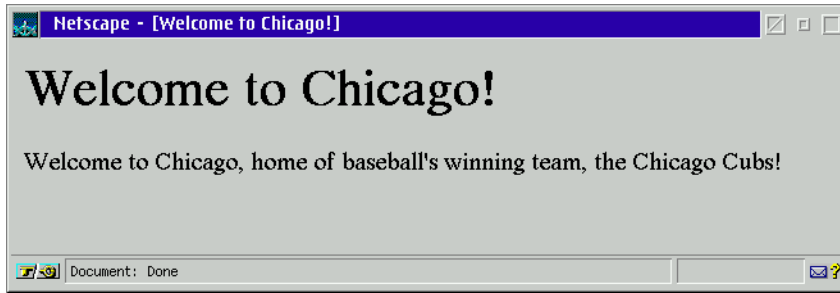 Netscape - [Welcome to Chicago!]
Welcome to Chicago!
Welcome to Chicago, home of baseball's winning team, the Chicago Cubs!
Document: Done